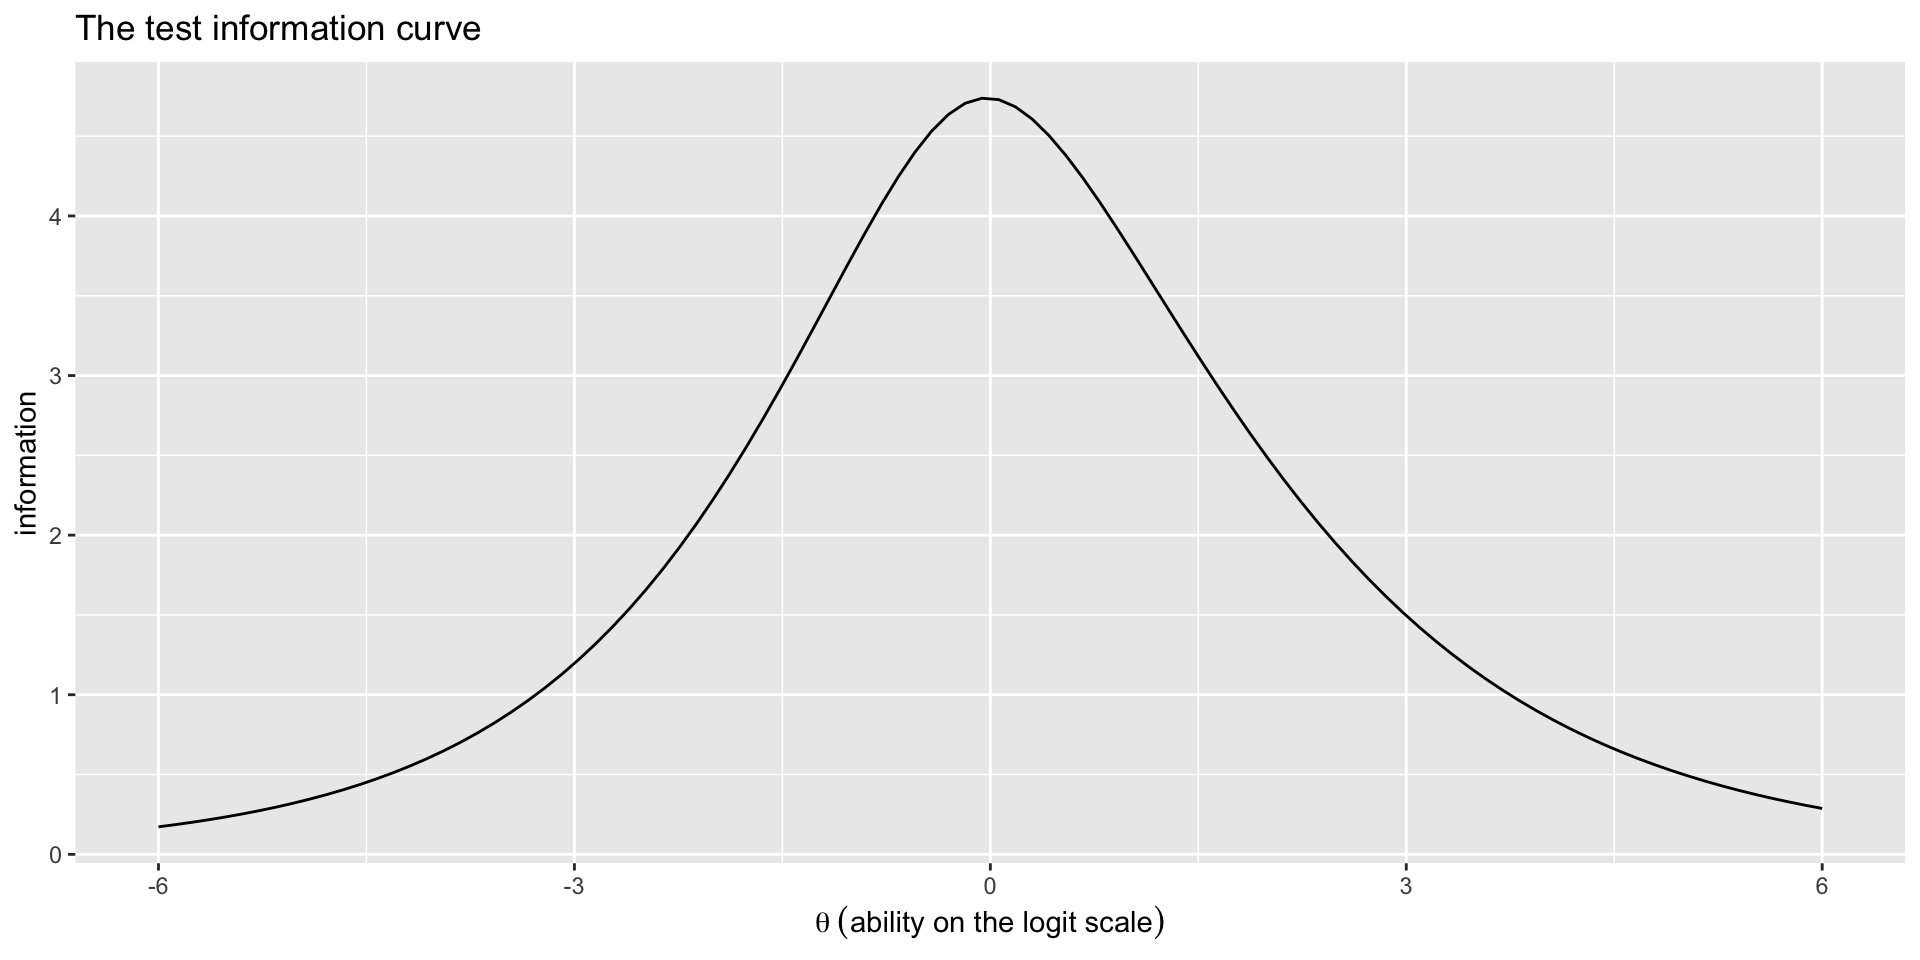 The test information curve
information
4
3
2
1
0
-6 -3 0 3 6
θ (ability on the logit scale)